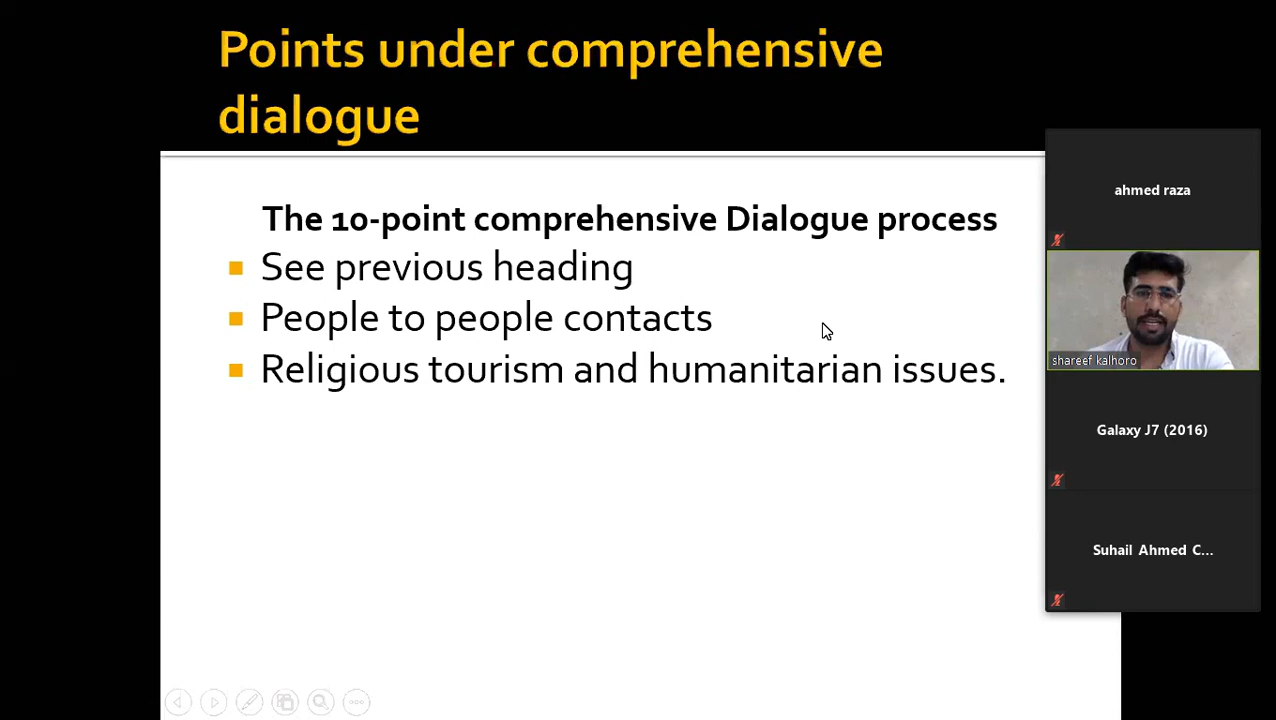 Points under comprehensive
dialogue
The 10-point comprehensive Dialogue process
See previous heading
People to people contacts
Religious tourism and humanitarian issues.
ahmed raza
shareef kalhoro
Galaxy J7 (2016)
Suhail Ahmed C...